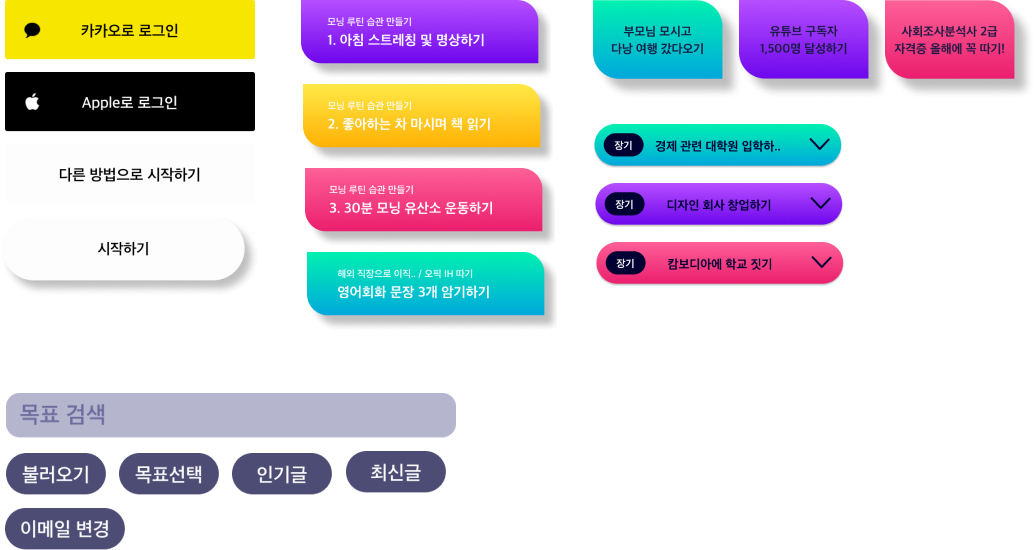 카카오로 로그인
Apple로 로그인
다른 방법으로 시작하기
시작하기
모닝 루틴 습관 만들기
1. 아침 스트레칭 및 명상하기
모닝 루틴 습관 만들기
2. 좋아하는 차 마시며 책 읽기
모닝 루틴 습관 만들기
3. 30분 모닝 유산소 운동하기
해외 직장으로 이직.. / 오픽 IH 따기
영어회화 문장 3개 암기하기
부모님 모시고
다낭 여행 갔다오기
유튜브 구독자
1,500명 달성하기
사회조사분석사 2급
자격증 올해에 꼭 따기!
장기 경제 관련 대학원 입학하..
장기 디자인 회사 창업하기
장기 캄보디아에 학교 짓기
목표 검색
불러오기 목표선택 인기글 최신글
이메일 변경